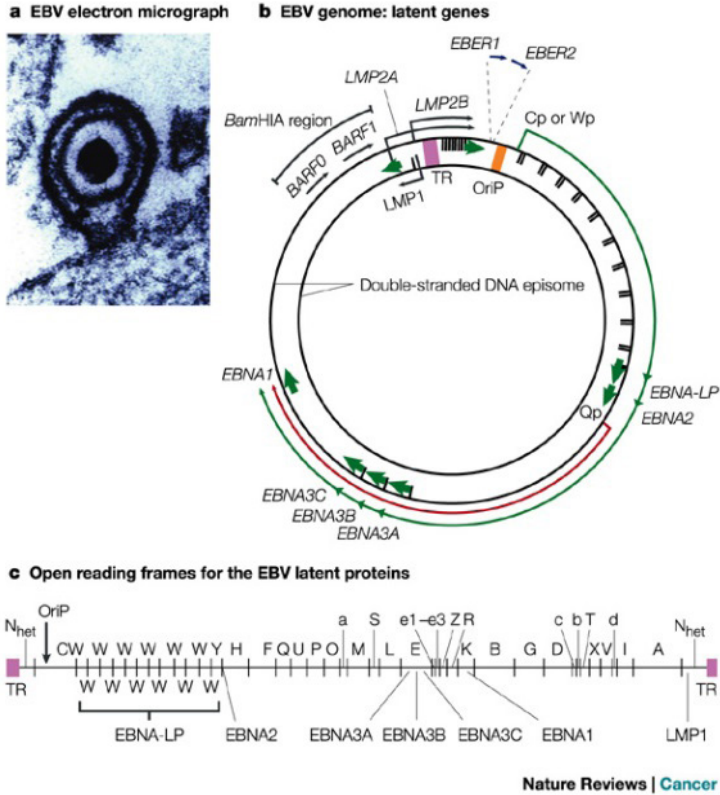 a EBV electron micrograph
b EBV genome: latent genes
EBER1
EBER2
LMP2A
LMP2B
Cp or Wp
BamHIA region
BARF1
BARF0
LMP1
TR
OriP
Double-stranded DNA episome
EBNA1
EBNA-LP
Qp
EBNA2
EBNA3C
EBNA3B
EBNA3A
c Open reading frames for the EBV latent proteins
OriP
a S e1–e3 Z R c b T d
Nhet Nhet
C W W W W W W Y H F Q U P O M L E K B G D X V I A
TR W W W W W W TR
EBNA-LP EBNA2 EBNA3A EBNA3B EBNA3C EBNA1 LMP1
Nature Reviews | Cancer